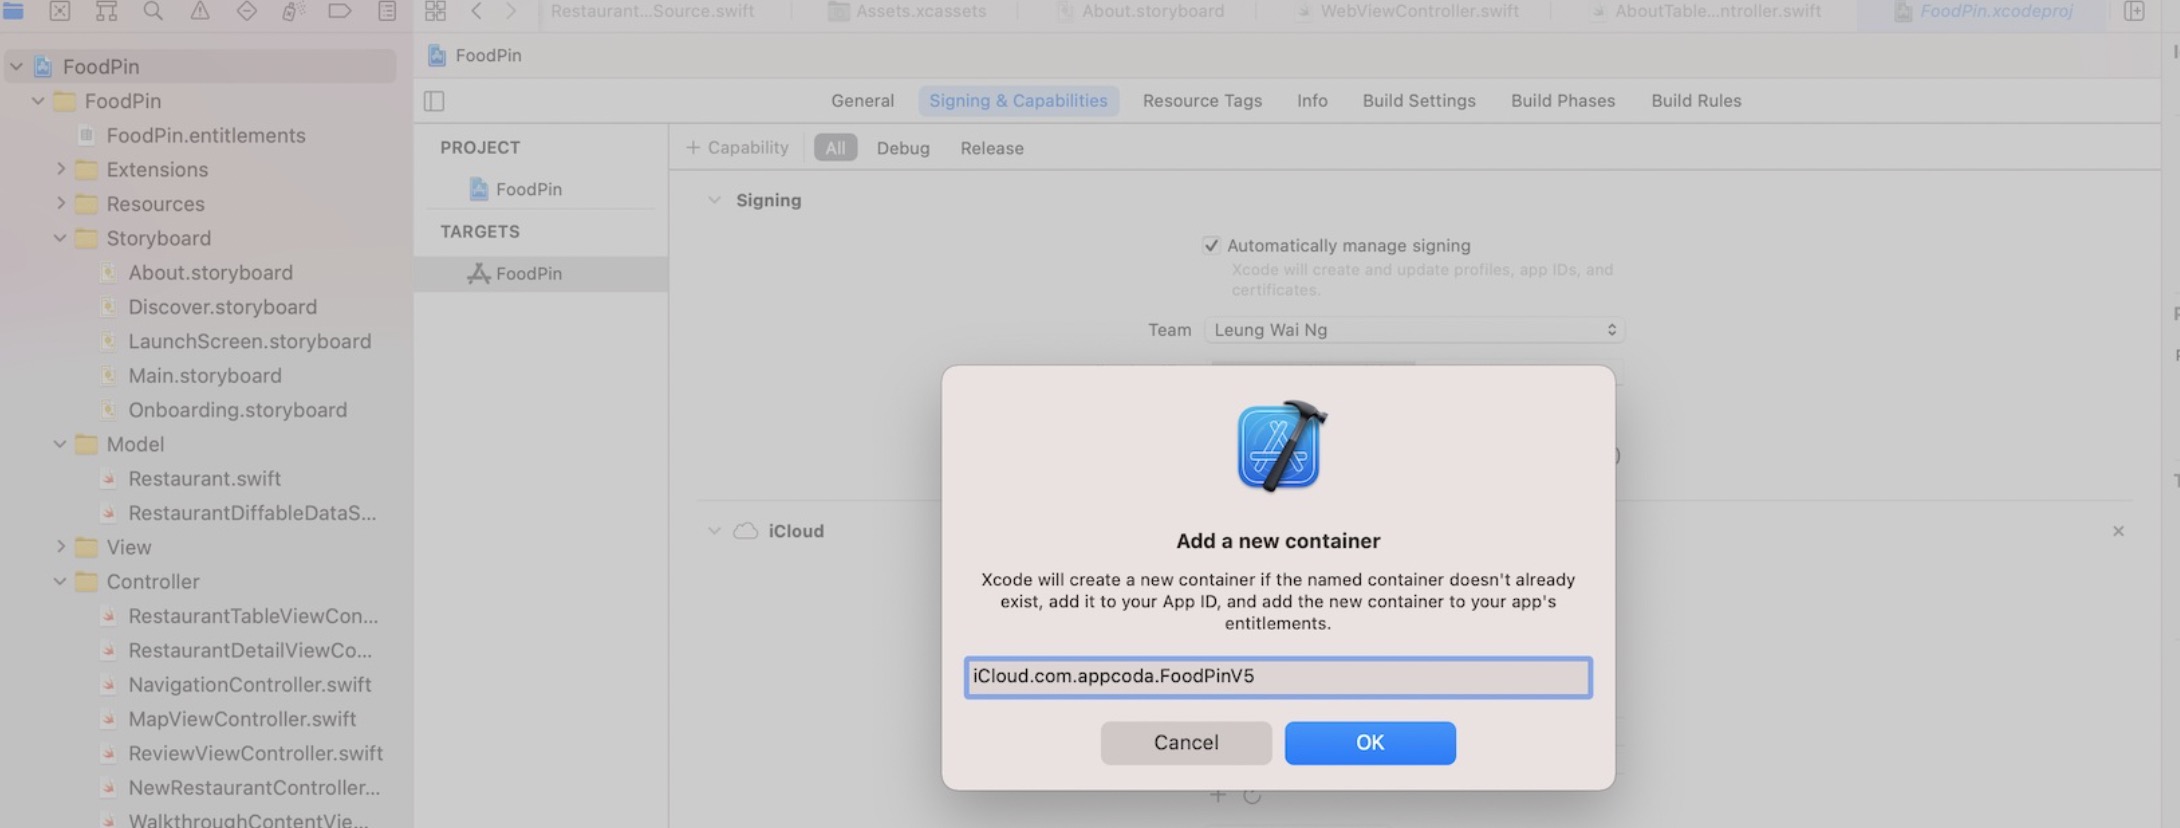 Restaurant...Source.swift
Assets.xcassets
About.storyboard
WebViewController.swift
AboutTable...ntroller.swift
FoodPin.xcodeproj
FoodPin
FoodPin
FoodPin.entitlements
Extensions
Resources
Storyboard
About.storyboard
Discover.storyboard
LaunchScreen.storyboard
Main.storyboard
Onboarding.storyboard
Model
Restaurant.swift
RestaurantDiffableDataS...
View
Controller
RestaurantTableViewCon...
RestaurantDetailViewCo...
NavigationController.swift
MapViewController.swift
ReviewViewController.swift
NewRestaurantController...
WalkthroughContentVie...
FoodPin
General
Signing & Capabilities
Resource Tags
Info
Build Settings
Build Phases
Build Rules
PROJECT
FoodPin
TARGETS
FoodPin
+ Capability
All
Debug
Release
Signing
Automatically manage signing
Xcode will create and update profiles, app IDs, and
certificates.
Team
Leung Wai Ng
iCloud
Add a new container
Xcode will create a new container if the named container doesn't already
exist, add it to your App ID, and add the new container to your app's
entitlements.
iCloud.com.appcoda.FoodPinV5
Cancel
OK